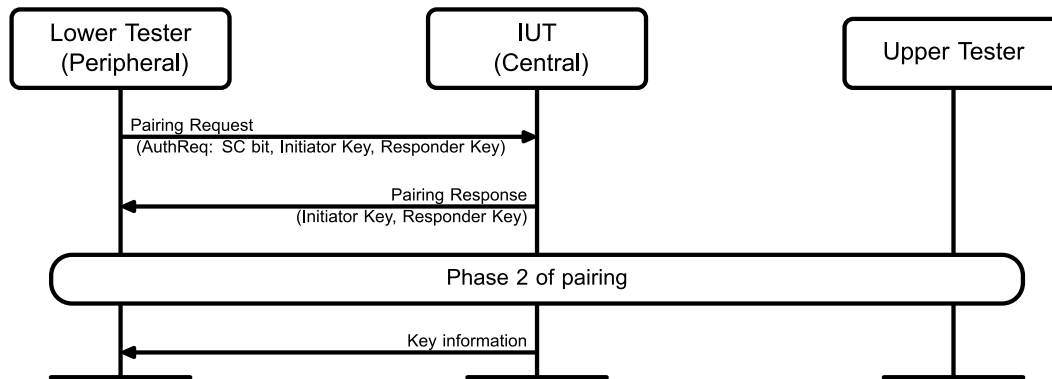 Lower Tester
(Peripheral)
IUT
(Central)
Upper Tester
Pairing Request
(AuthReq: SC bit, Initiator Key, Responder Key)
Pairing Response
(Initiator Key, Responder Key)
Phase 2 of pairing
Key information